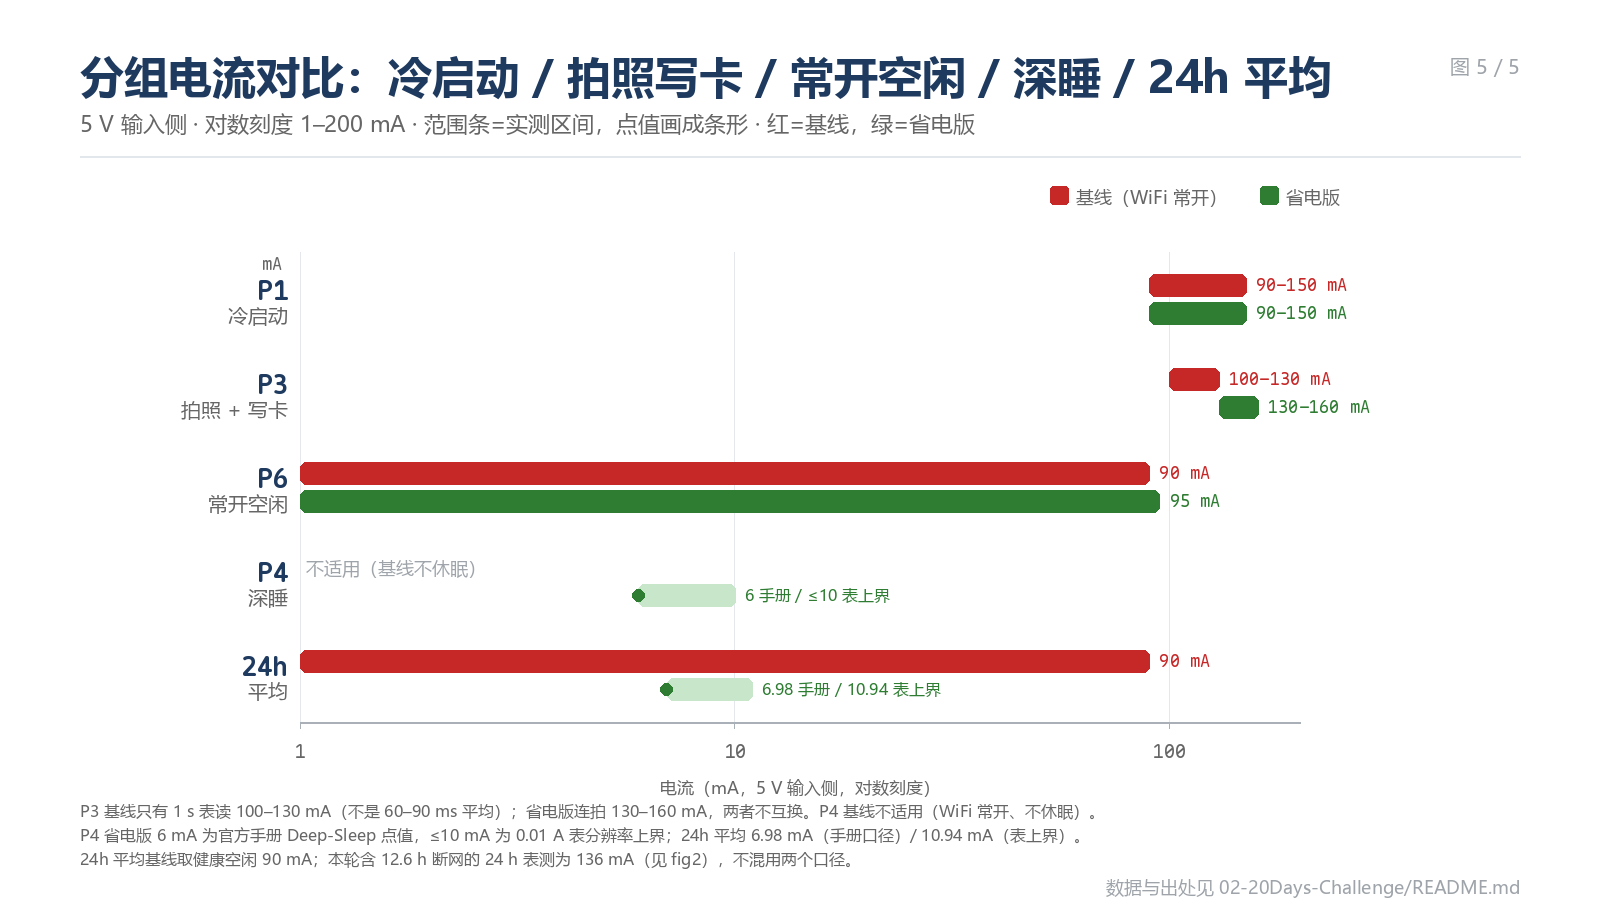 分组电流对比：冷启动 / 拍照写卡 / 常开空闲 / 深睡 / 24h 平均
图 5 / 5
5 V 输入侧 · 对数刻度 1–200 mA · 范围条=实测区间，点值画成条形 · 红=基线，绿=省电版
基线（WiFi 常开）
省电版
mA
P1
冷启动
90–150 mA
90–150 mA
P3
拍照 + 写卡
100–130 mA
130–160 mA
P6
常开空闲
90 mA
95 mA
P4
深睡
不适用（基线不休眠）
6 手册 / ≤10 表上界
24h
平均
90 mA
6.98 手册 / 10.94 表上界
1
10
100
电流（mA，5 V 输入侧，对数刻度）
P3 基线只有 1 s 表读 100–130 mA（不是 60–90 ms 平均）；省电版连拍 130–160 mA，两者不互换。P4 基线不适用（WiFi 常开、不休眠）。
P4 省电版 6 mA 为官方手册 Deep-Sleep 点值，≤10 mA 为 0.01 A 表分辨率上界；24h 平均 6.98 mA（手册口径）/ 10.94 mA（表上界）。
24h 平均基线取健康空闲 90 mA；本轮含 12.6 h 断网的 24 h 表测为 136 mA（见 fig2），不混用两个口径。
数据与出处见 02-20Days-Challenge/README.md